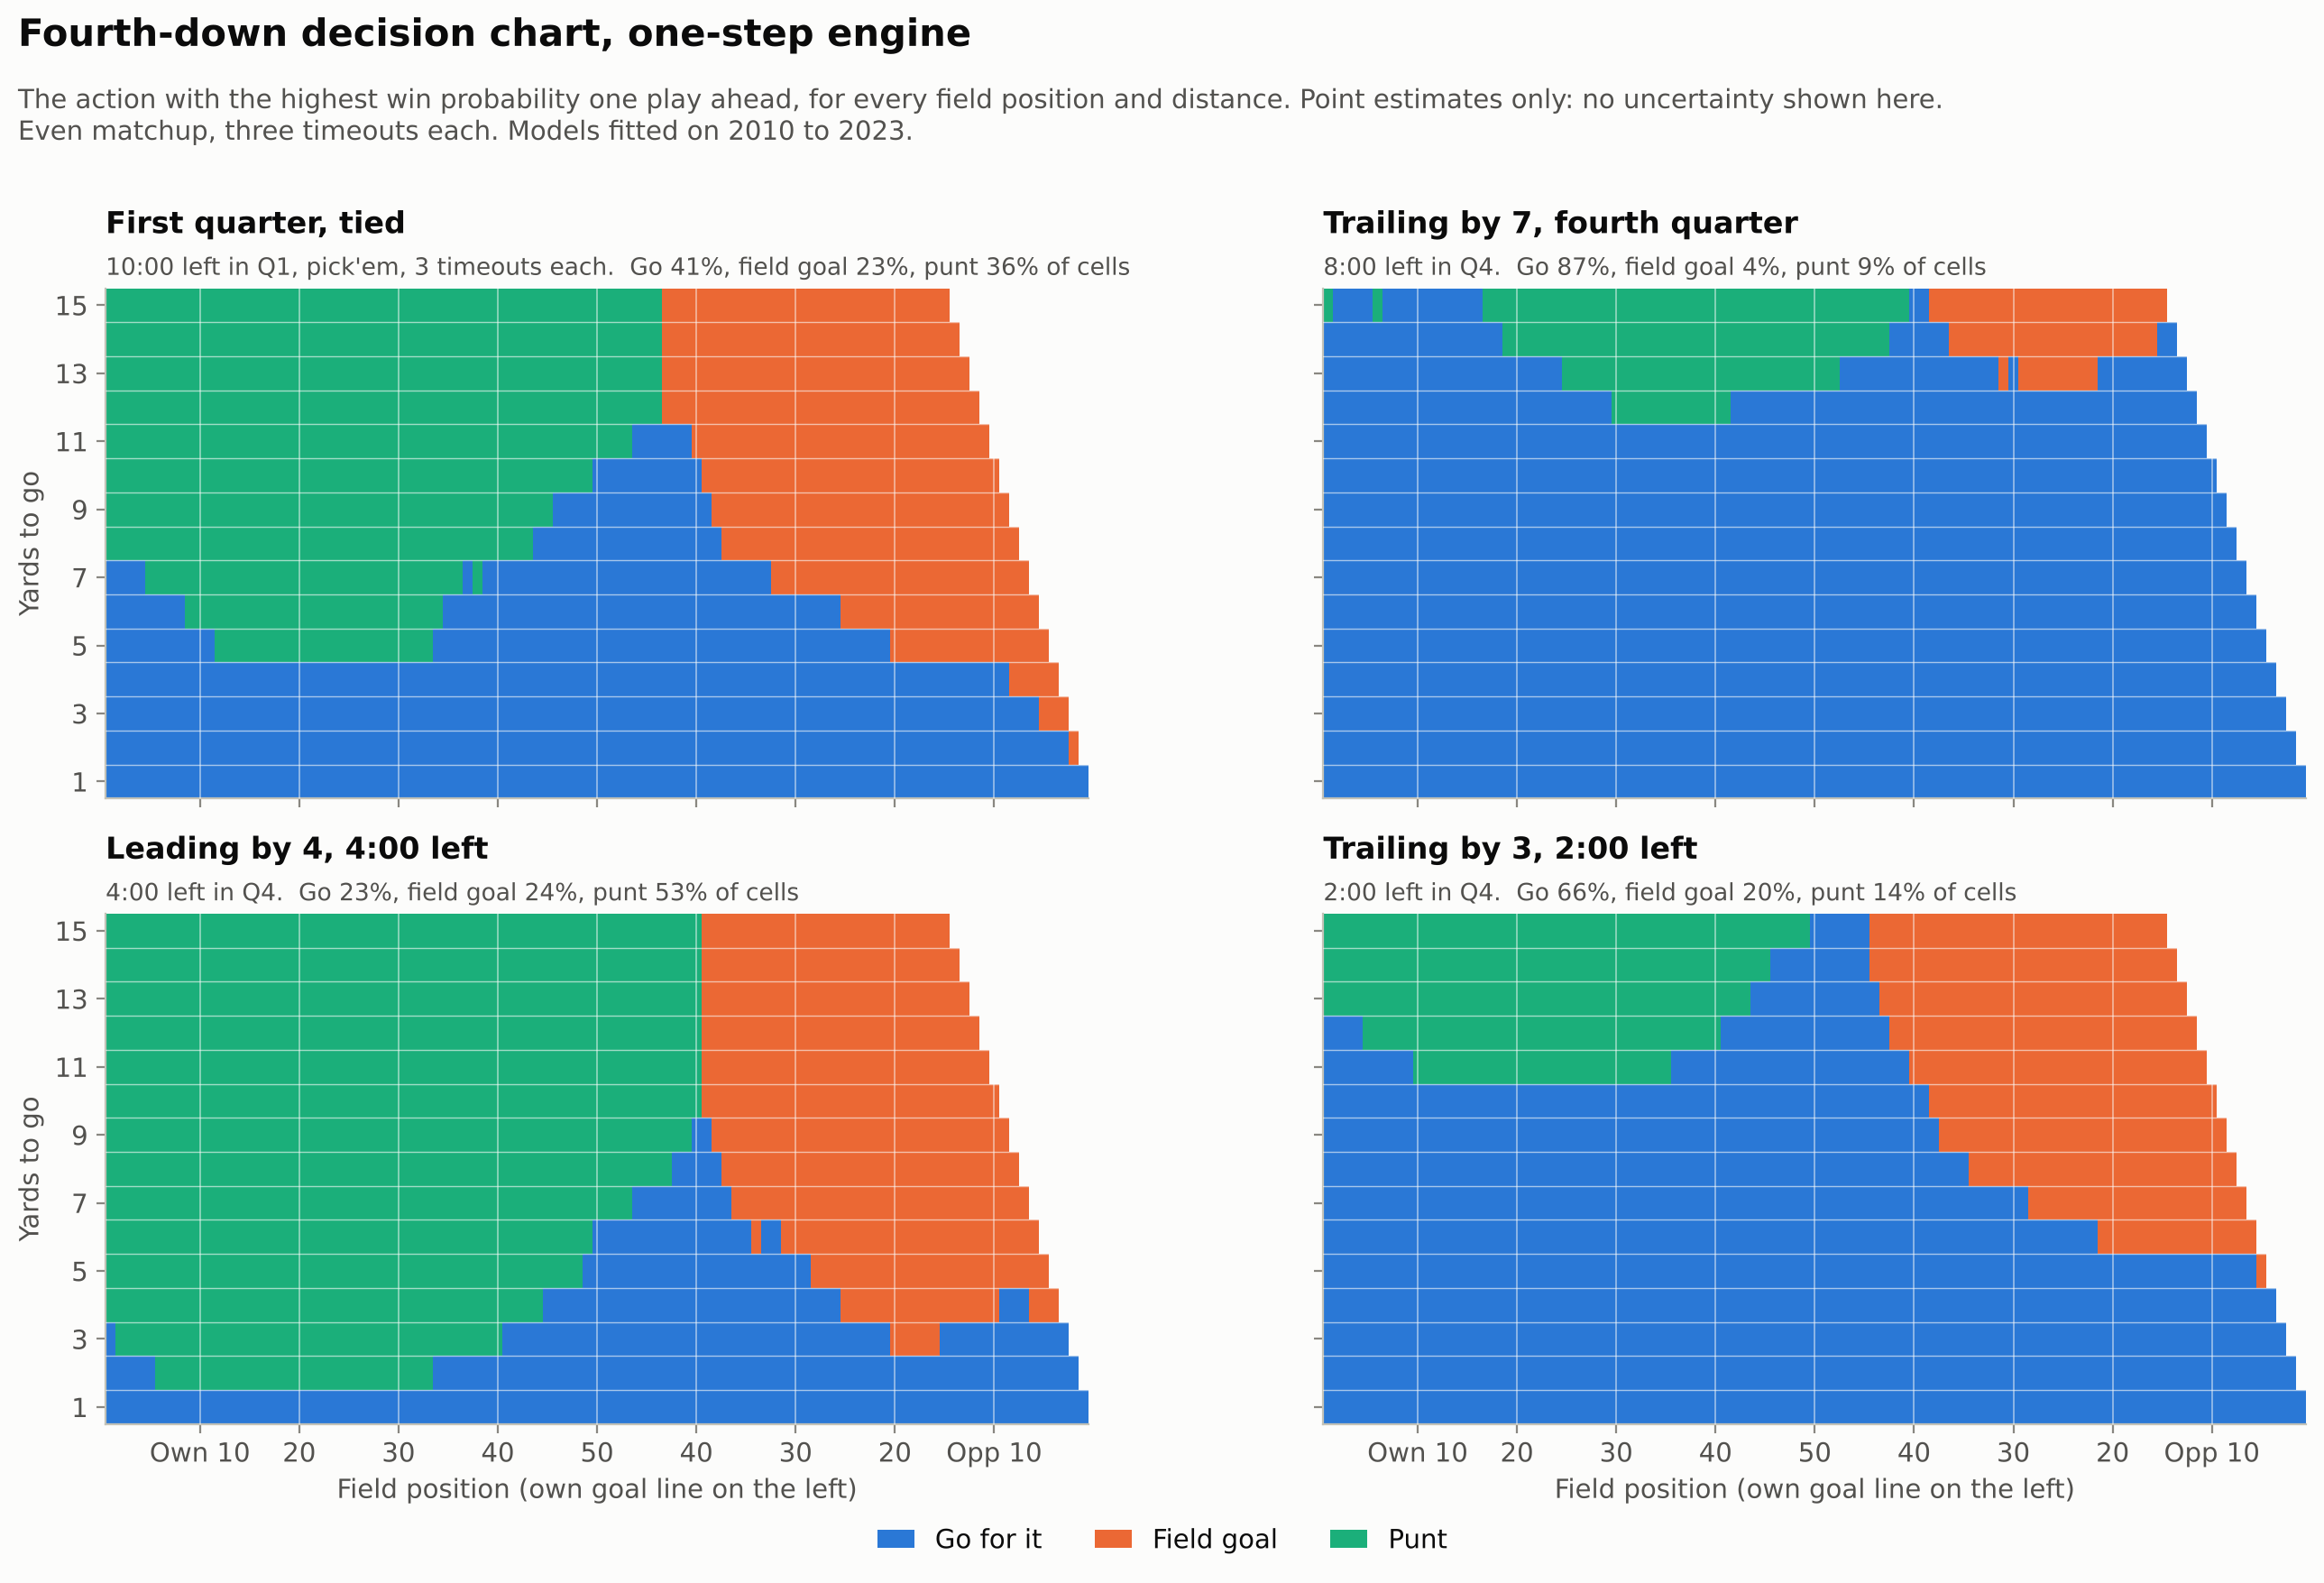 Fourth-down decision chart, one-step engine
The action with the highest win probability one play ahead, for every field position and distance. Point estimates only: no uncertainty shown here.
Even matchup, three timeouts each. Models fitted on 2010 to 2023.
First quarter, tied
10:00 left in Q1, pick'em, 3 timeouts each.  Go 41%, field goal 23%, punt 36% of cells
Yards to go
15
13
11
9
7
5
3
1
Trailing by 7, fourth quarter
8:00 left in Q4.  Go 87%, field goal 4%, punt 9% of cells
Leading by 4, 4:00 left
4:00 left in Q4.  Go 23%, field goal 24%, punt 53% of cells
Yards to go
15
13
11
9
7
5
3
1
Own 10 20 30 40 50 40 30 20 Opp 10
Field position (own goal line on the left)
Trailing by 3, 2:00 left
2:00 left in Q4.  Go 66%, field goal 20%, punt 14% of cells
Own 10 20 30 40 50 40 30 20 Opp 10
Field position (own goal line on the left)
Go for it Field goal Punt